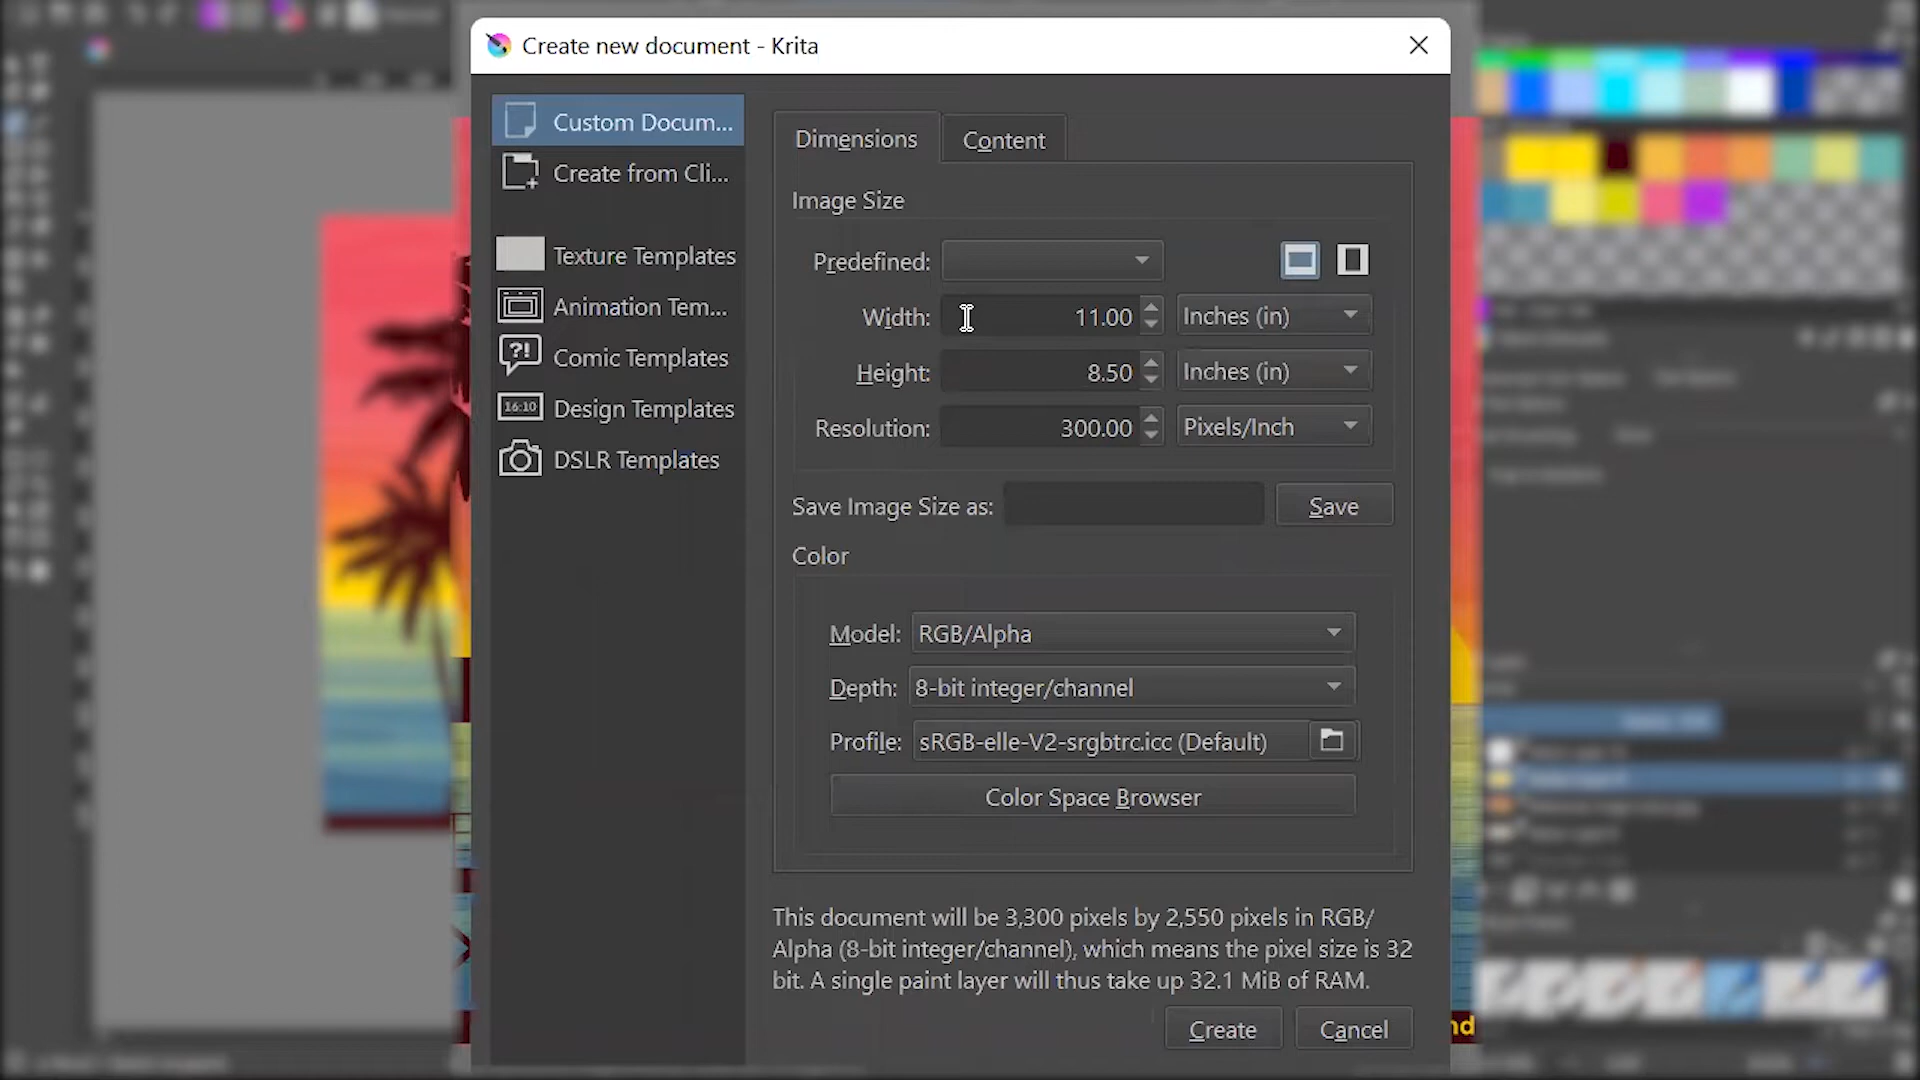 Create new document - Krita
Custom Docum...
Create from Cli...
Texture Templates
Animation Tem...
?! Comic Templates
16:10 Design Templates
DSLR Templates
Dimensions Content
Image Size
Predefined:
Width: 11.00 Inches (in)
Height: 8.50 Inches (in)
Resolution: 300.00 Pixels/Inch
Save Image Size as: Save
Color
Model: RGB/Alpha
Depth: 8-bit integer/channel
Profile: sRGB-elle-V2-srgbtrc.icc (Default)
Color Space Browser
This document will be 3,300 pixels by 2,550 pixels in RGB/
Alpha (8-bit integer/channel), which means the pixel size is 32
bit. A single paint layer will thus take up 32.1 MiB of RAM.
Create Cancel
nd